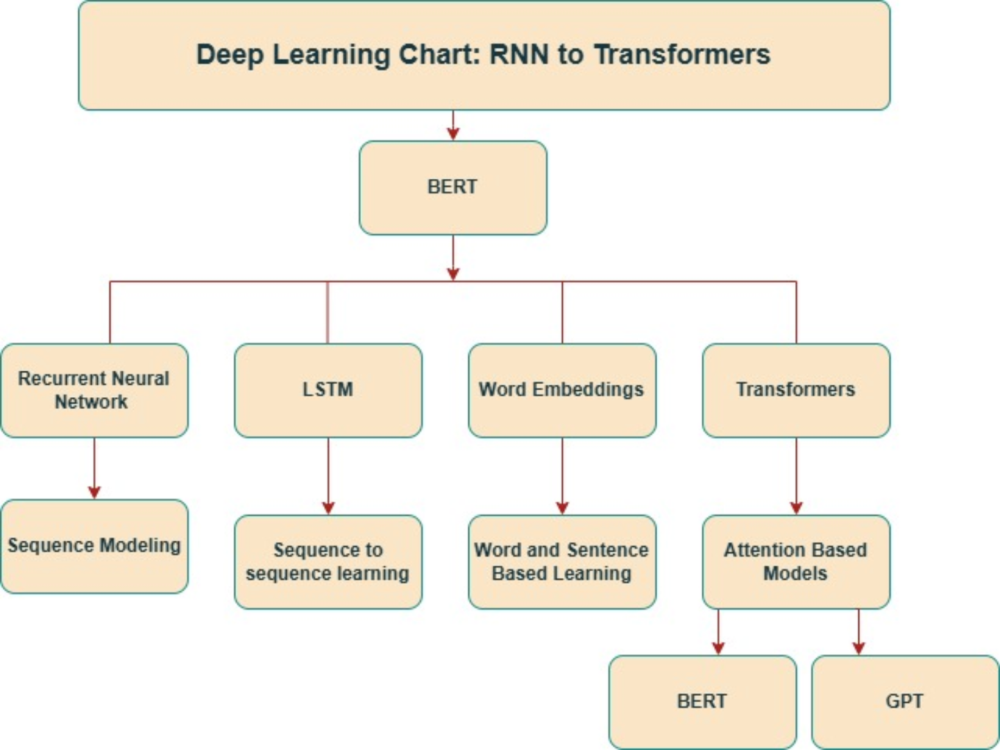 Deep Learning Chart: RNN to Transformers
BERT
Recurrent Neural
Network
LSTM
Word Embeddings
Transformers
Sequence Modeling
Sequence to
sequence learning
Word and Sentence
Based Learning
Attention Based
Models
BERT
GPT